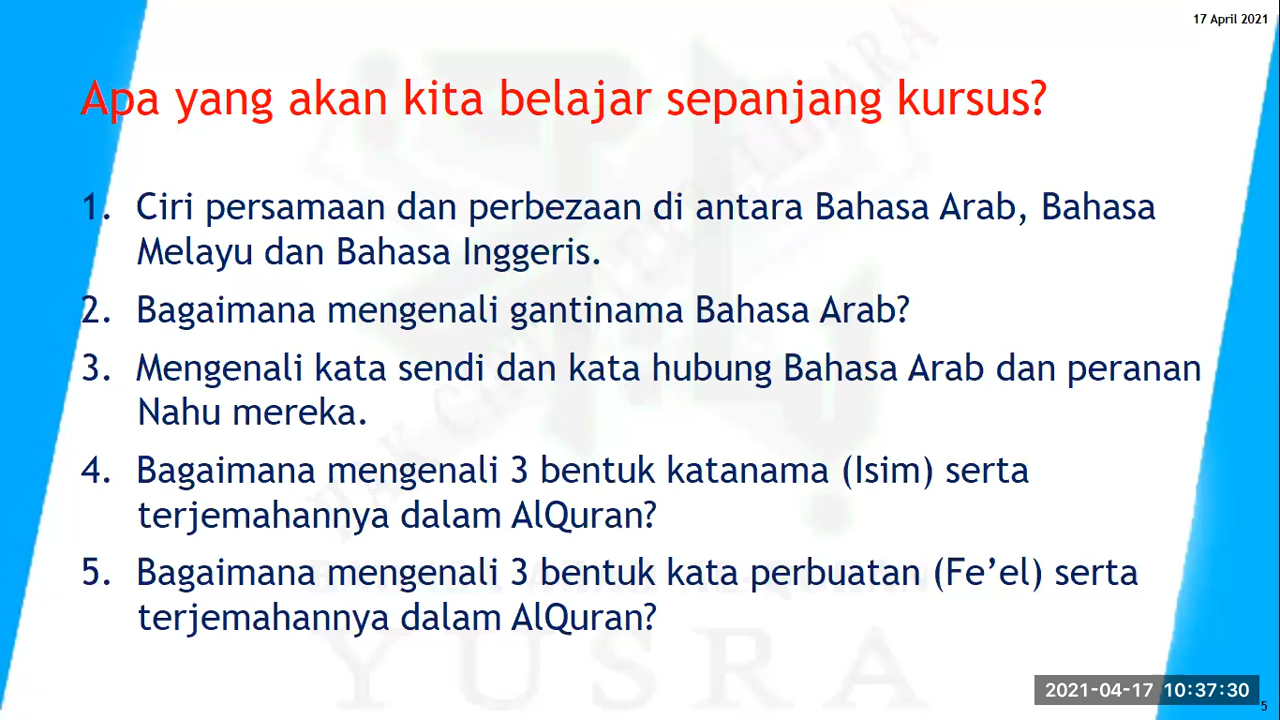 17 April 2021
Apa yang akan kita belajar sepanjang kursus?
1. Ciri persamaan dan perbezaan di antara Bahasa Arab, Bahasa
Melayu dan Bahasa Inggeris.
2. Bagaimana mengenali gantinama Bahasa Arab?
3. Mengenali kata sendi dan kata hubung Bahasa Arab dan peranan
Nahu mereka.
4. Bagaimana mengenali 3 bentuk katanama (Isim) serta
terjemahannya dalam AlQuran?
5. Bagaimana mengenali 3 bentuk kata perbuatan (Fe’el) serta
terjemahannya dalam AlQuran?
YUSRA
2021-04-17 10:37:30
5